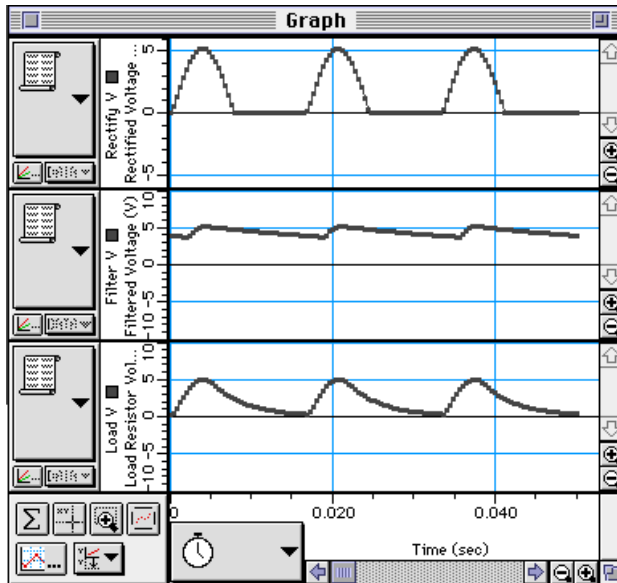 Graph
Rectify V
Rectified Voltage ...
5
0
-5
Filter V
Filtered Voltage (V)
10
5
0
-5
-10
Load V
Load Resistor Vol...
10
5
0
-5
-10
Σ
0
0.020
0.040
Time (sec)